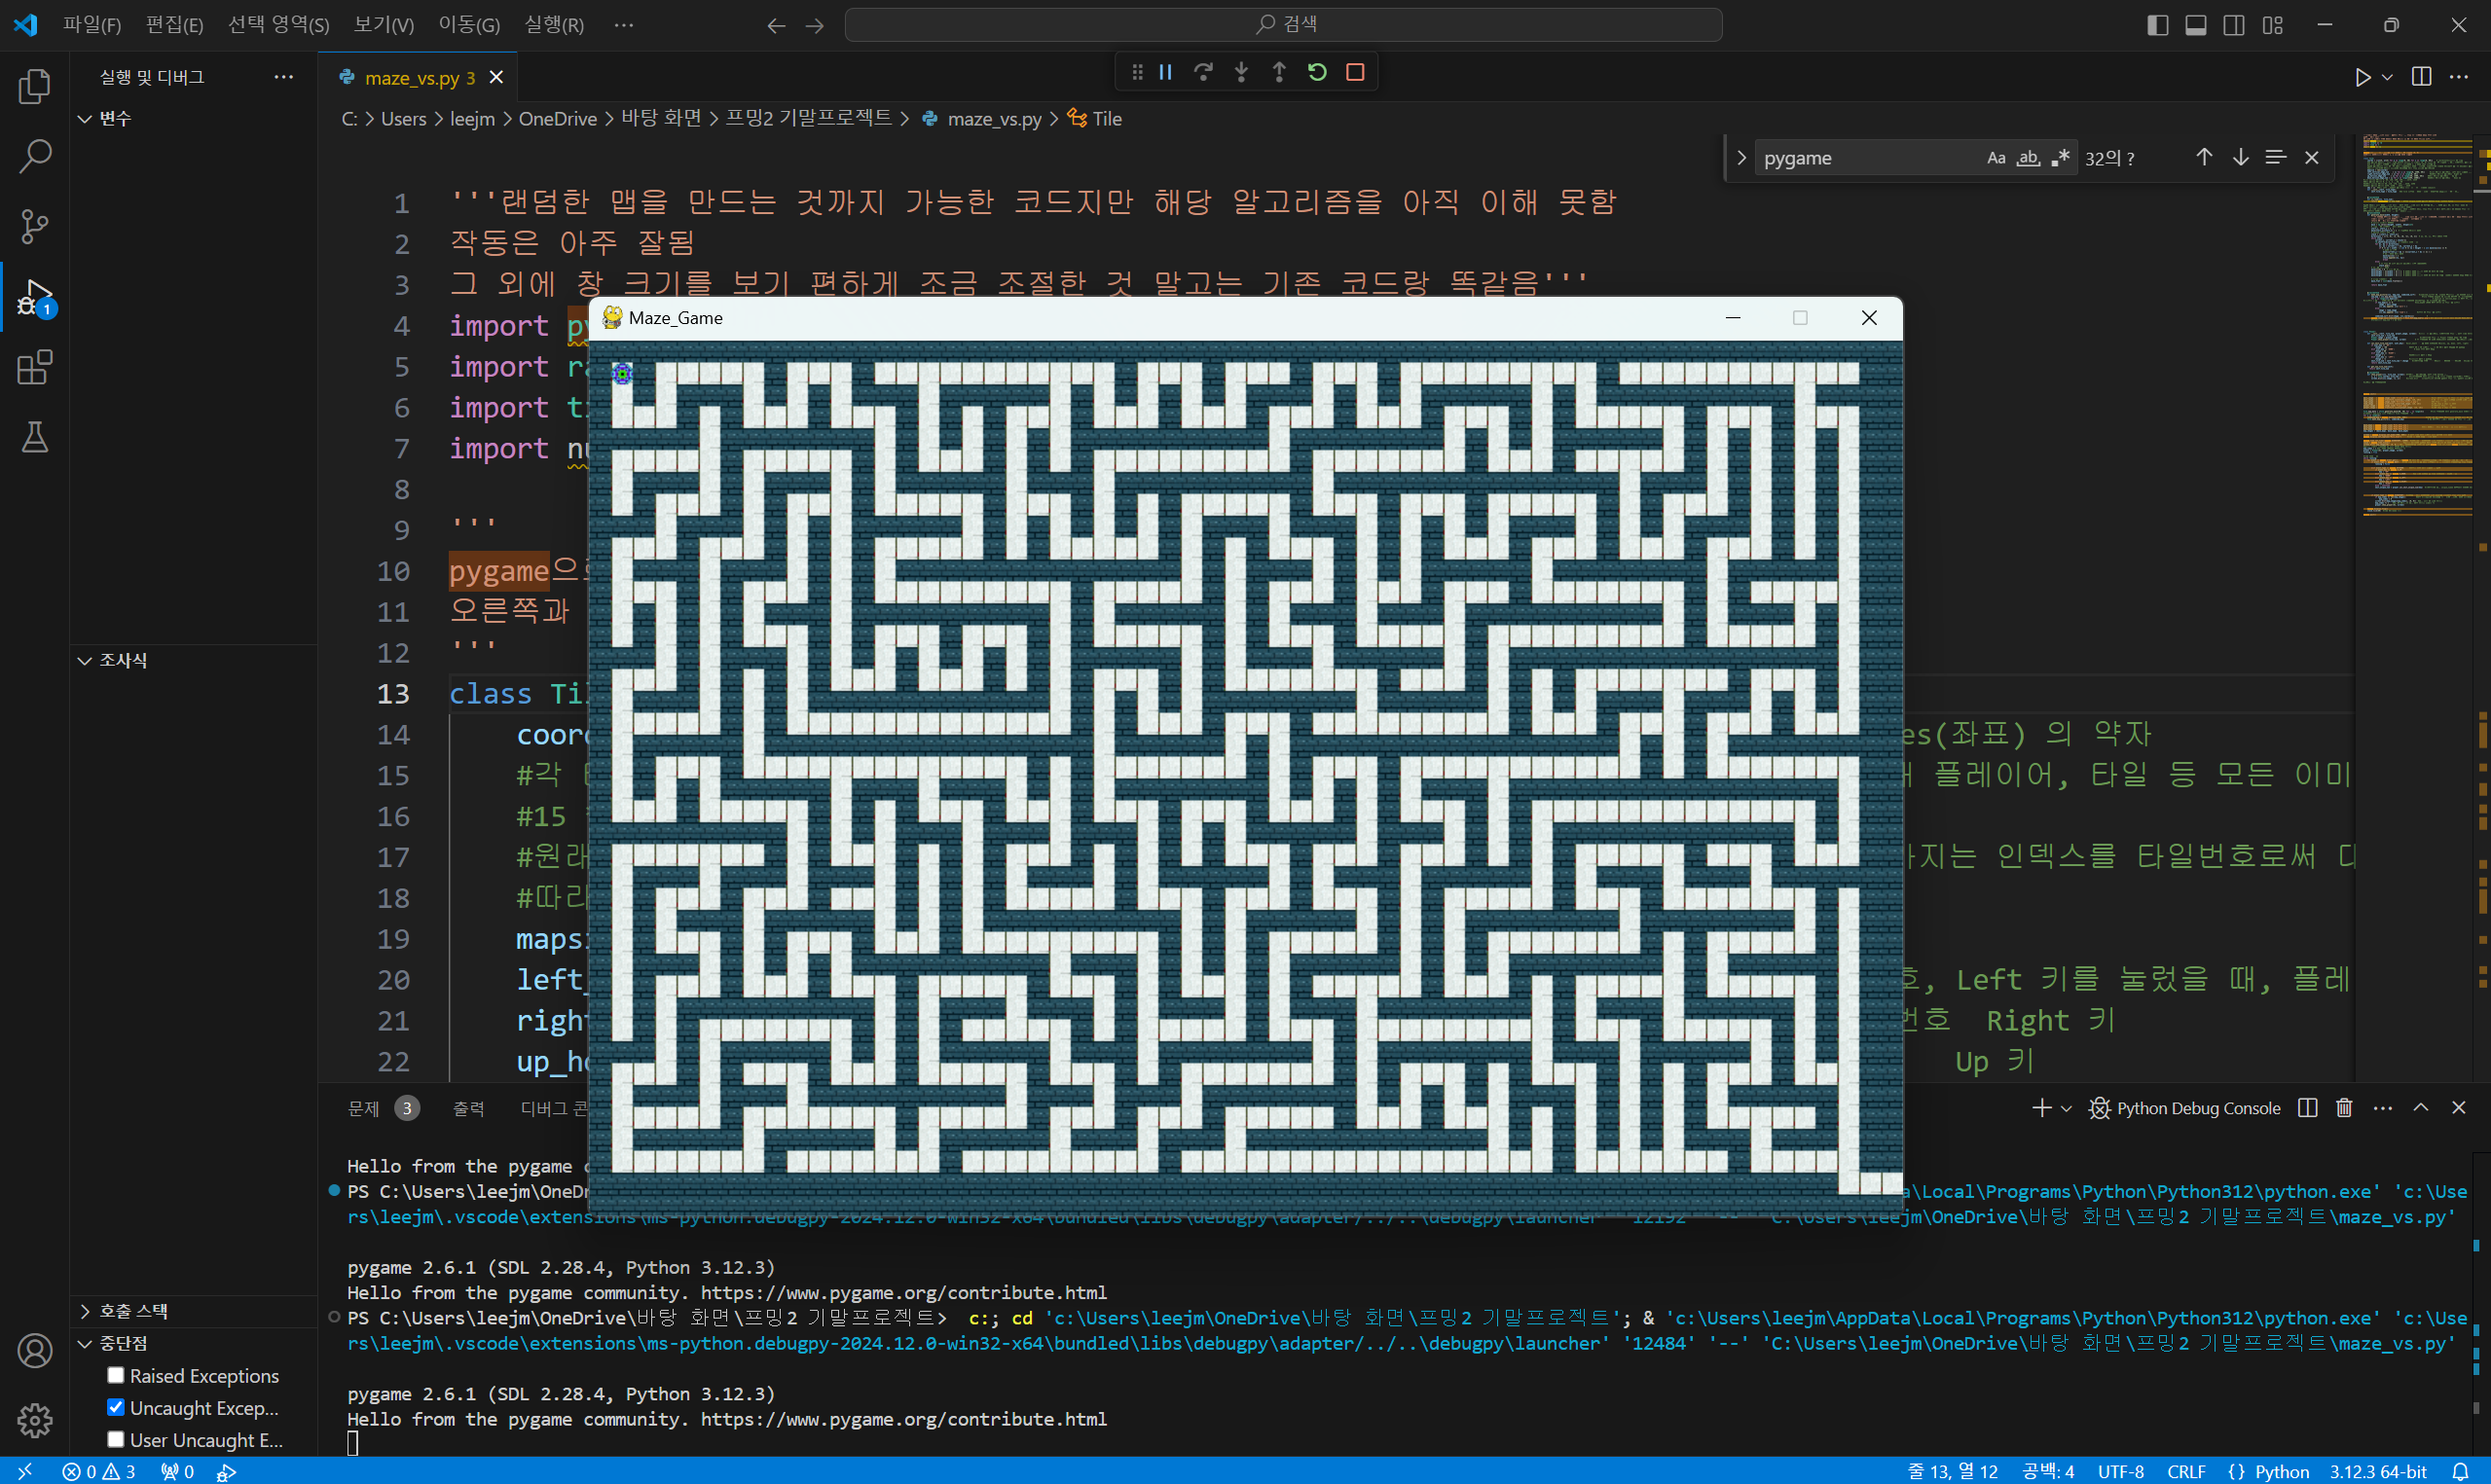 파일(F) 편집(E) 선택 영역(S) 보기(V) 이동(G) 실행(R) ··· 검색
실행 및 디버그 ···
maze_vs.py 3
변수
C: > Users > leejm > OneDrive > 바탕 화면 > 프밍2 기말프로젝트 > maze_vs.py > Tile
pygame Aa ab 32의 ?
1 '''랜덤한 맵을 만드는 것까지 가능한 코드지만 해당 알고리즘을 아직 이해 못함
2 작동은 아주 잘됨
3 그 외에 창 크기를 보기 편하게 조금 조절한 것 말고는 기존 코드랑 똑같음'''
Maze_Game
4 import
5 import
6 import
7 import
8
9 '''
10 pygame
11 오른쪽과
12 '''
13 class
14 es(좌표) 의 약자
15 #각 플레이어, 타일 등 모든 이미
16 #15
17 #원래 지는 인덱스를 타일번호로써
18 #따라
19
20 Left 키를 눌렀을 때, 플레
21 번호 Right 키
22 Up 키
조사식
문제 3 출력 디버그
Python Debug Console
Hello from the pygame
PS C:\Users\leejm\OneDr a\Local\Programs\Python\Python312\python.exe' 'c:\Use
rs\leejm\.vscode\extensions\ms-python.debugpy-2024.12.0-win32-x64\bundled\libs\debugpy\adapter/../..\debugpy\launcher' '12192' '--' 'C:\Users\leejm\OneDrive\바탕 화면\프밍2 기말프로젝트\maze_vs.py'
pygame 2.6.1 (SDL 2.28.4, Python 3.12.3)
Hello from the pygame community. https://www.pygame.org/contribute.html
PS C:\Users\leejm\OneDrive\바탕 화면\프밍2 기말프로젝트> c:; cd 'c:\Users\leejm\OneDrive\바탕 화면\프밍2 기말프로젝트'; & 'c:\Users\leejm\AppData\Local\Programs\Python\Python312\python.exe' 'c:\Use
rs\leejm\.vscode\extensions\ms-python.debugpy-2024.12.0-win32-x64\bundled\libs\debugpy\adapter/../..\debugpy\launcher' '12484' '--' 'C:\Users\leejm\OneDrive\바탕 화면\프밍2 기말프로젝트\maze_vs.py'
pygame 2.6.1 (SDL 2.28.4, Python 3.12.3)
Hello from the pygame community. https://www.pygame.org/contribute.html
호출 스택
중단점
Raised Exceptions
Uncaught Excep...
User Uncaught E...
1
0 3 0 줄 13, 열 12 공백: 4 UTF-8 CRLF {} Python 3.12.3 64-bit